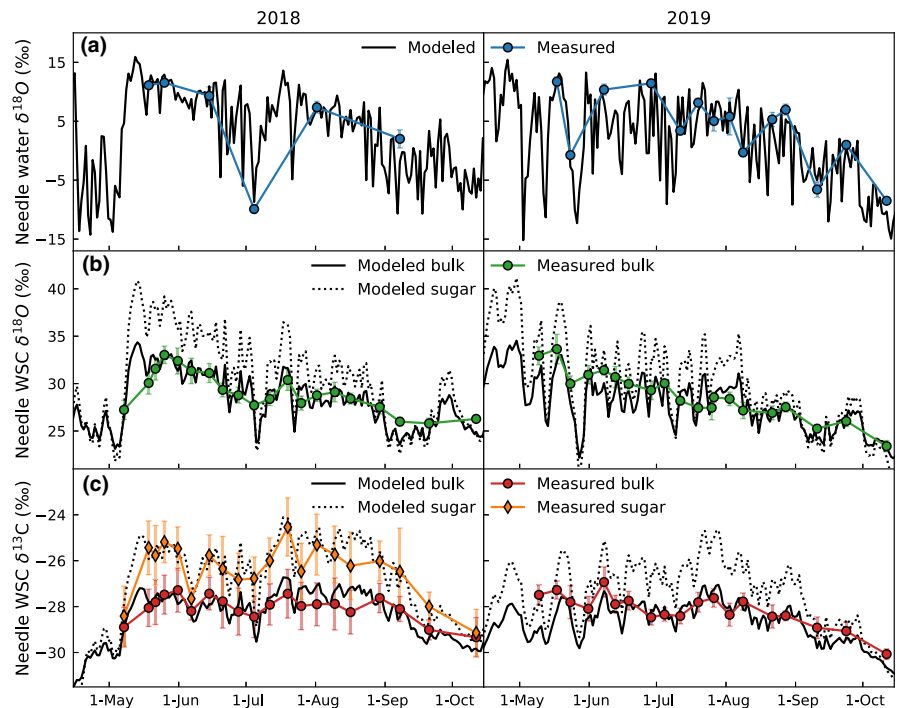 2018 2019
(a) Modeled Measured
Needle water δ¹⁸O (‰)
15
5
−5
−15
(b) Modeled bulk Measured bulk
Modeled sugar
Needle WSC δ¹⁸O (‰)
40
35
30
25
(c) Modeled bulk Measured bulk
Modeled sugar Measured sugar
Needle WSC δ¹³C (‰)
−24
−26
−28
−30
1-May 1-Jun 1-Jul 1-Aug 1-Sep 1-Oct 1-May 1-Jun 1-Jul 1-Aug 1-Sep 1-Oct